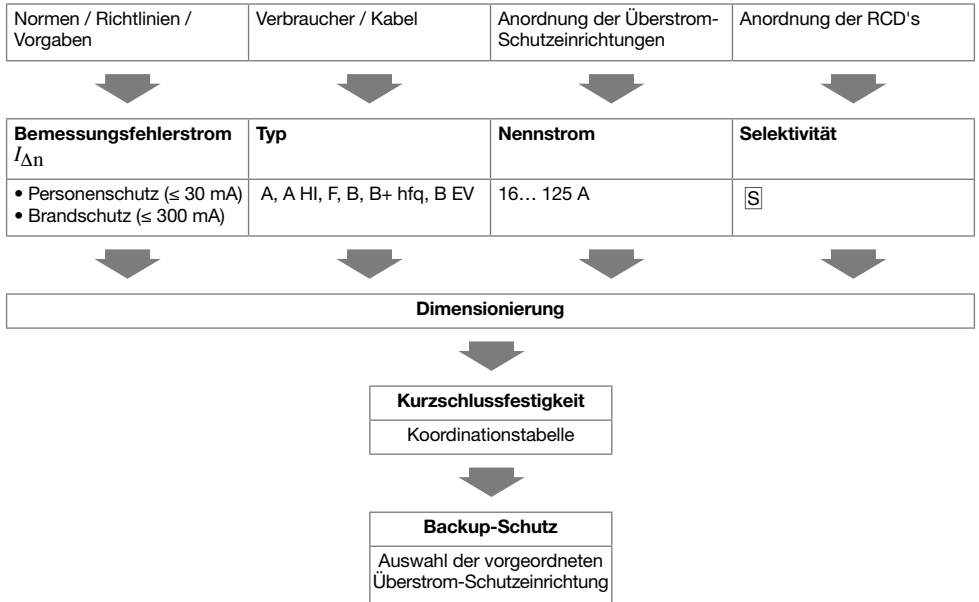 Normen / Richtlinien /
Vorgaben
Verbraucher / Kabel
Anordnung der Überstrom-
Schutzeinrichtungen
Anordnung der RCD's
Bemessungsfehlerstrom
IΔn
Typ
Nennstrom
Selektivität
• Personenschutz (≤ 30 mA)
• Brandschutz (≤ 300 mA)
A, A HI, F, B, B+ hfq, B EV
16… 125 A
S
Dimensionierung
Kurzschlussfestigkeit
Koordinationstabelle
Backup-Schutz
Auswahl der vorgeordneten
Überstrom-Schutzeinrichtung